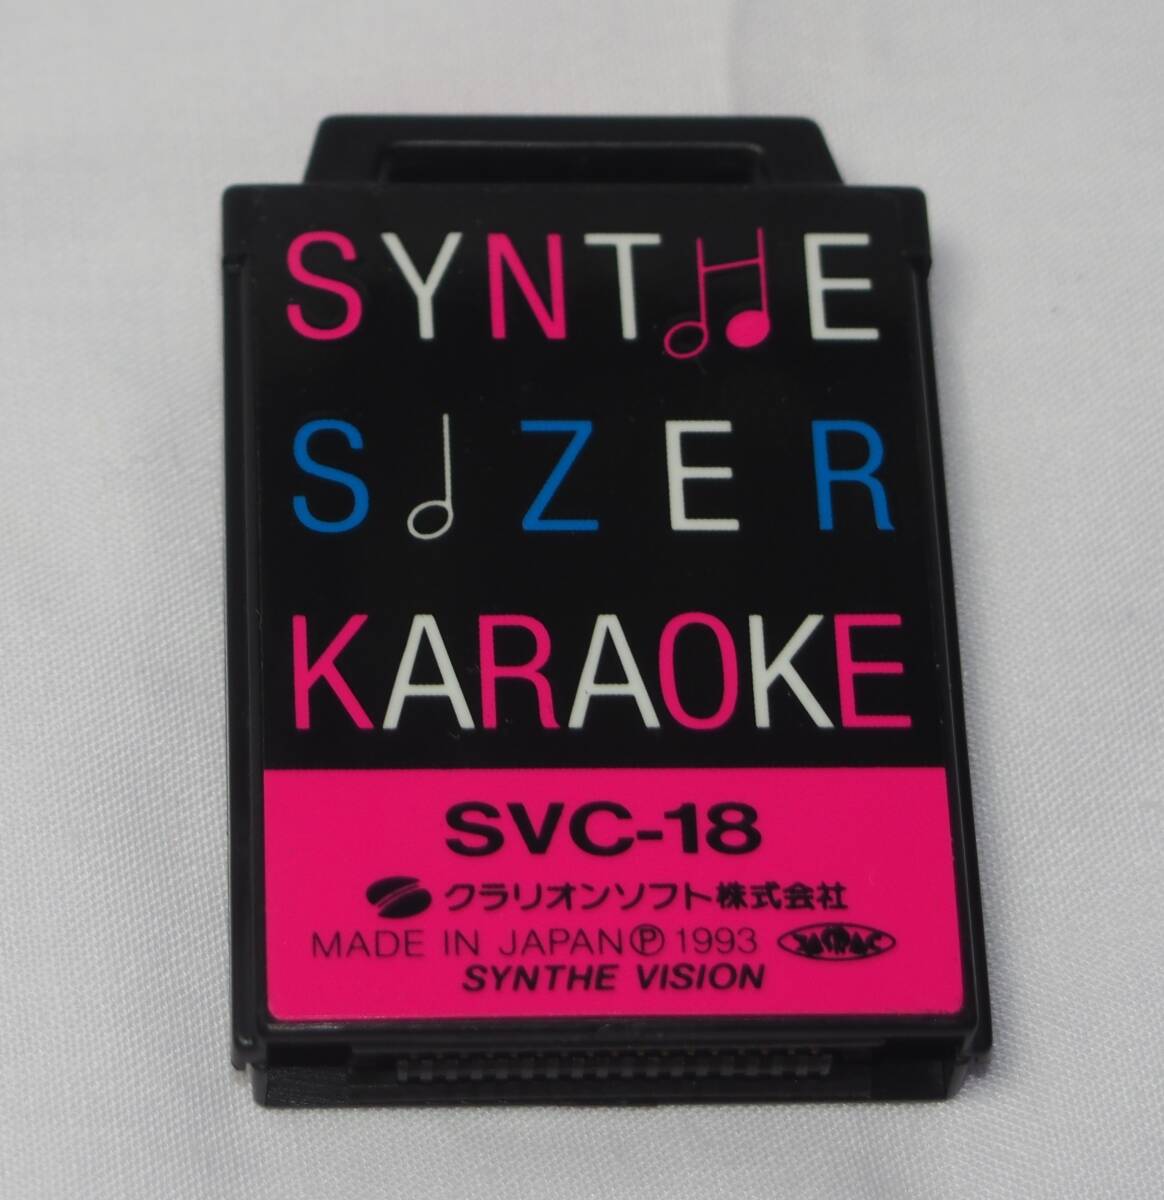 SYNTHE
SIZER
KARAOKE
SVC-18
クラリオンソフト株式会社
MADE IN JAPAN Ⓟ 1993 JASRAC
SYNTHE VISION